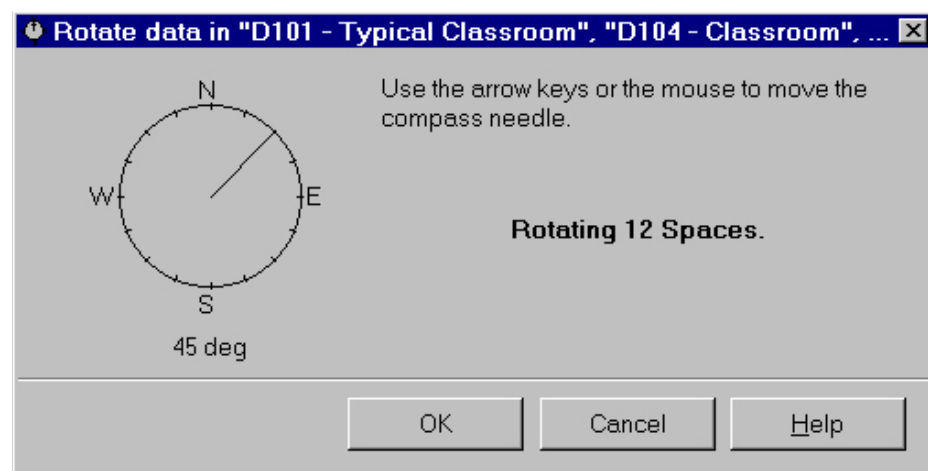 Rotate data in "D101 - Typical Classroom", "D104 - Classroom", ...
N
Use the arrow keys or the mouse to move the
compass needle.
W
E
Rotating 12 Spaces.
S
45 deg
OK
Cancel
Help